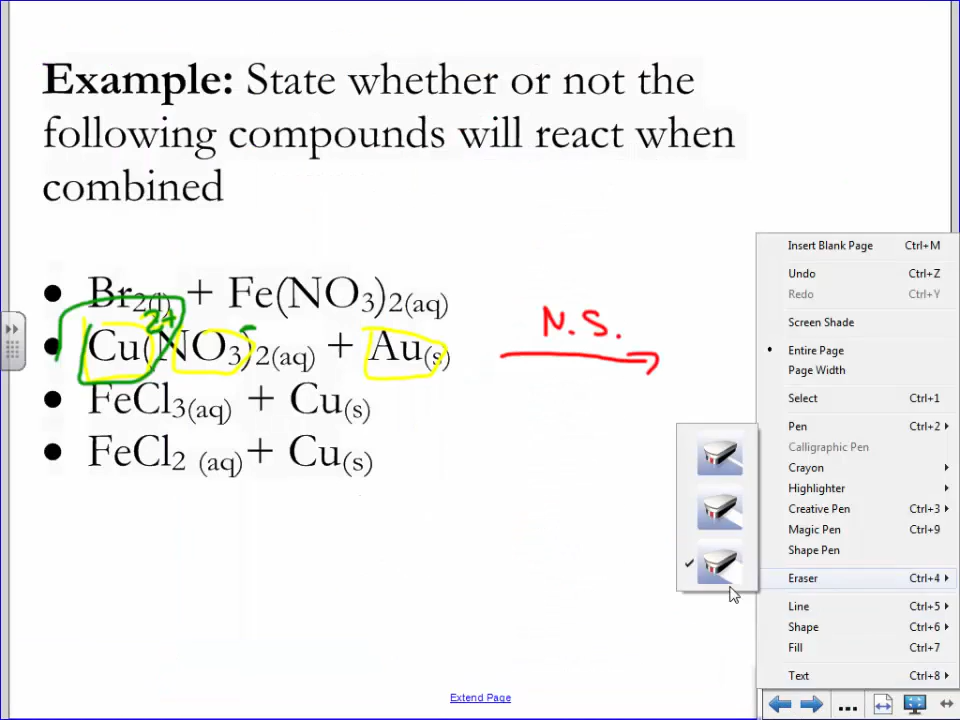 Example: State whether or not the
following compounds will react when
combined
• Br2(l) + Fe(NO3)2(aq)
2+
• Cu(NO3)2(aq) + Au(s)
N.S.
• FeCl3(aq) + Cu(s)
• FeCl2 (aq)+ Cu(s)
Insert Blank Page Ctrl+M
Undo Ctrl+Z
Redo Ctrl+Y
Screen Shade
Entire Page
Page Width
Select Ctrl+1
Pen Ctrl+2
Calligraphic Pen
Crayon
Highlighter
Creative Pen Ctrl+3
Magic Pen Ctrl+9
Shape Pen
Eraser Ctrl+4
Line Ctrl+5
Shape Ctrl+6
Fill Ctrl+7
Text Ctrl+8
Extend Page